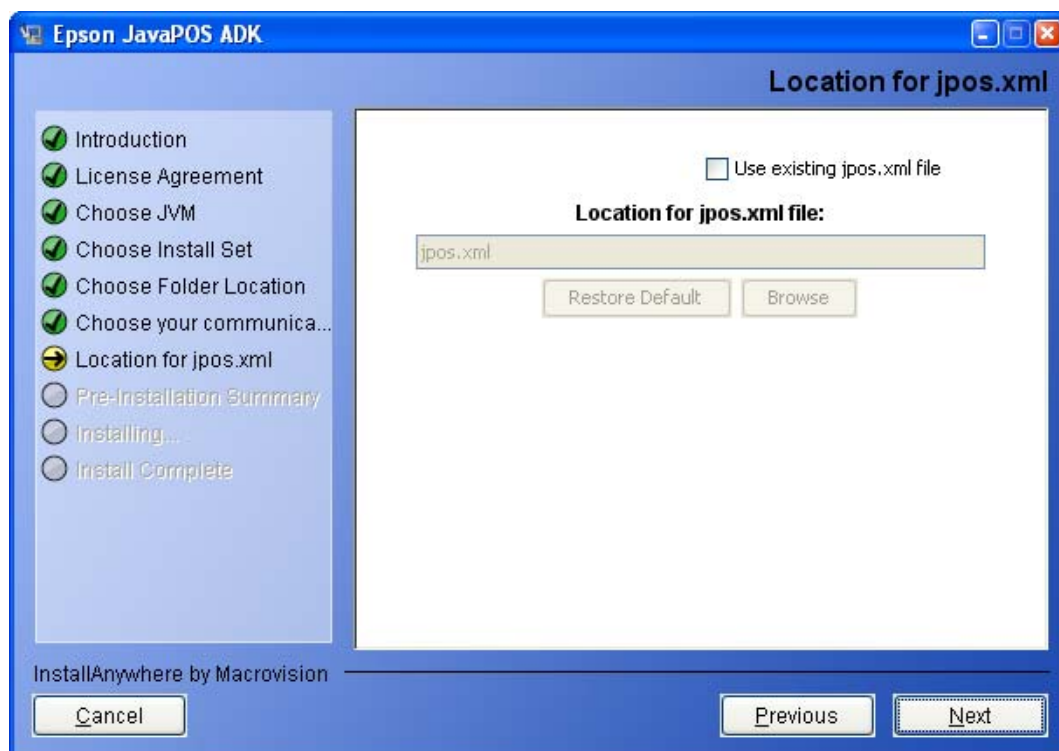 Epson JavaPOS ADK
Location for jpos.xml
Introduction
License Agreement
Choose JVM
Choose Install Set
Choose Folder Location
Choose your communica...
Location for jpos.xml
Pre-Installation Summary
Installing...
Install Complete
Use existing jpos.xml file
Location for jpos.xml file:
jpos.xml
Restore Default Browse
InstallAnywhere by Macrovision
Cancel Previous Next